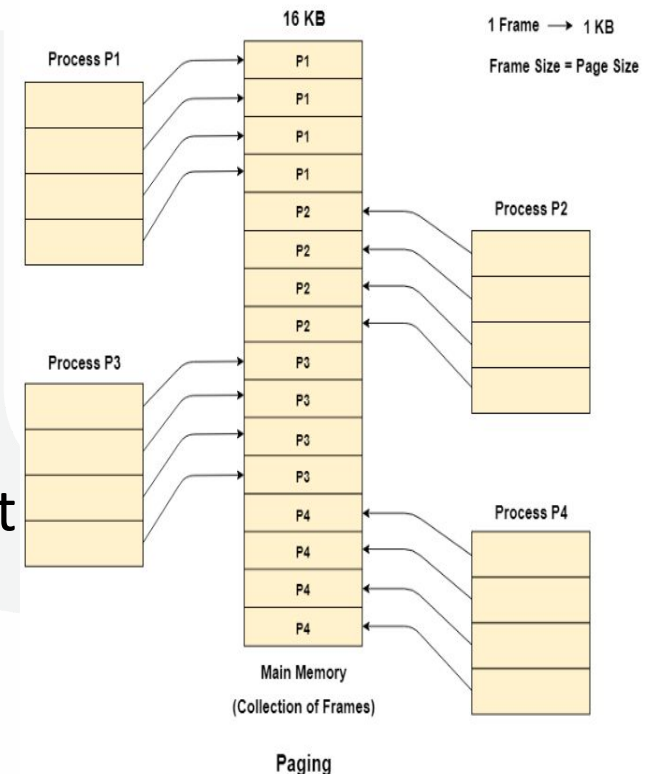 16 KB
1 Frame → 1 KB
Frame Size = Page Size
Process P1
P1
P1
P1
P1
Process P2
P2
P2
P2
P2
Process P3
P3
P3
P3
P3
t
Process P4
P4
P4
P4
P4
Main Memory
(Collection of Frames)
Paging